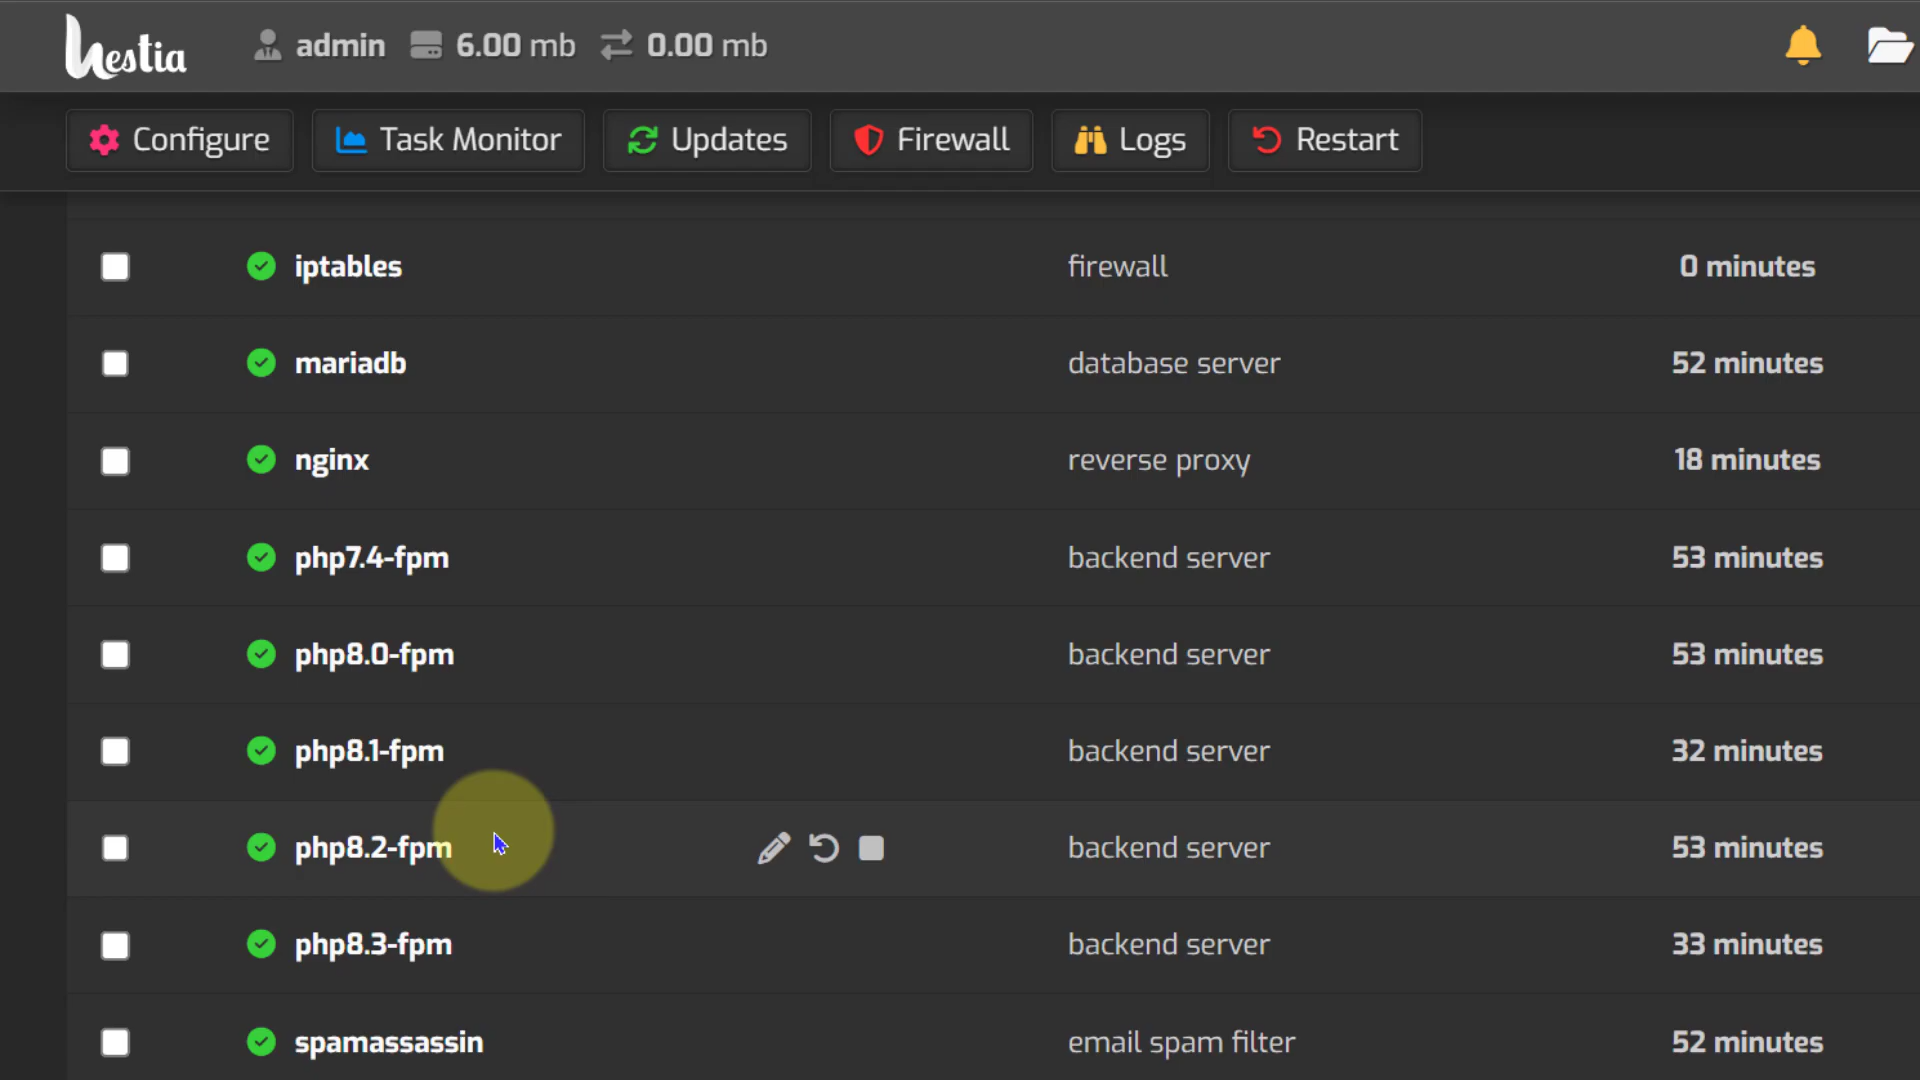 hestia admin 6.00 mb 0.00 mb
Configure Task Monitor Updates Firewall Logs Restart
iptables firewall 0 minutes
mariadb database server 52 minutes
nginx reverse proxy 18 minutes
php7.4-fpm backend server 53 minutes
php8.0-fpm backend server 53 minutes
php8.1-fpm backend server 32 minutes
php8.2-fpm backend server 53 minutes
php8.3-fpm backend server 33 minutes
spamassassin email spam filter 52 minutes